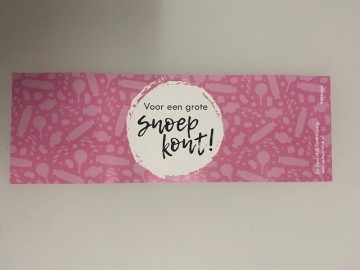 Voor een grote
snoep
kont!